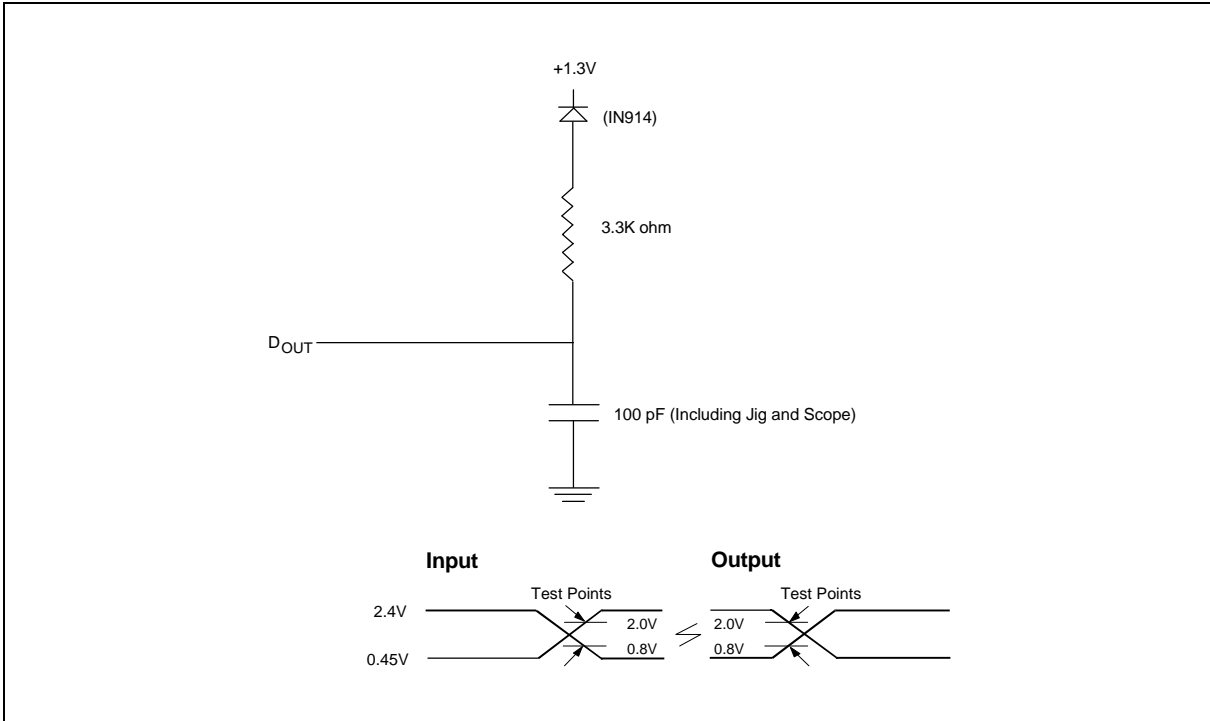 +1.3V
(IN914)
3.3K ohm
DOUT
100 pF (Including Jig and Scope)
Input
Output
Test Points
Test Points
2.4V
2.0V
2.0V
0.8V
0.8V
0.45V